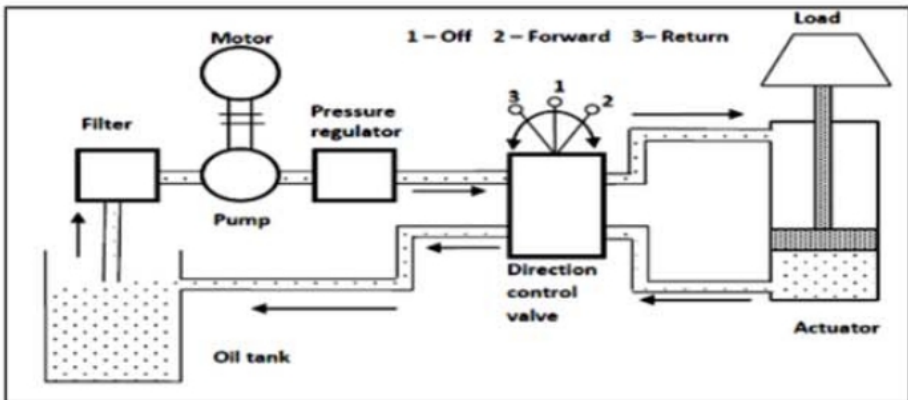 Motor
1 – Off 2 – Forward 3– Return
Load
Filter
Pressure
regulator
3
1
2
Pump
Direction
control
valve
Oil tank
Actuator